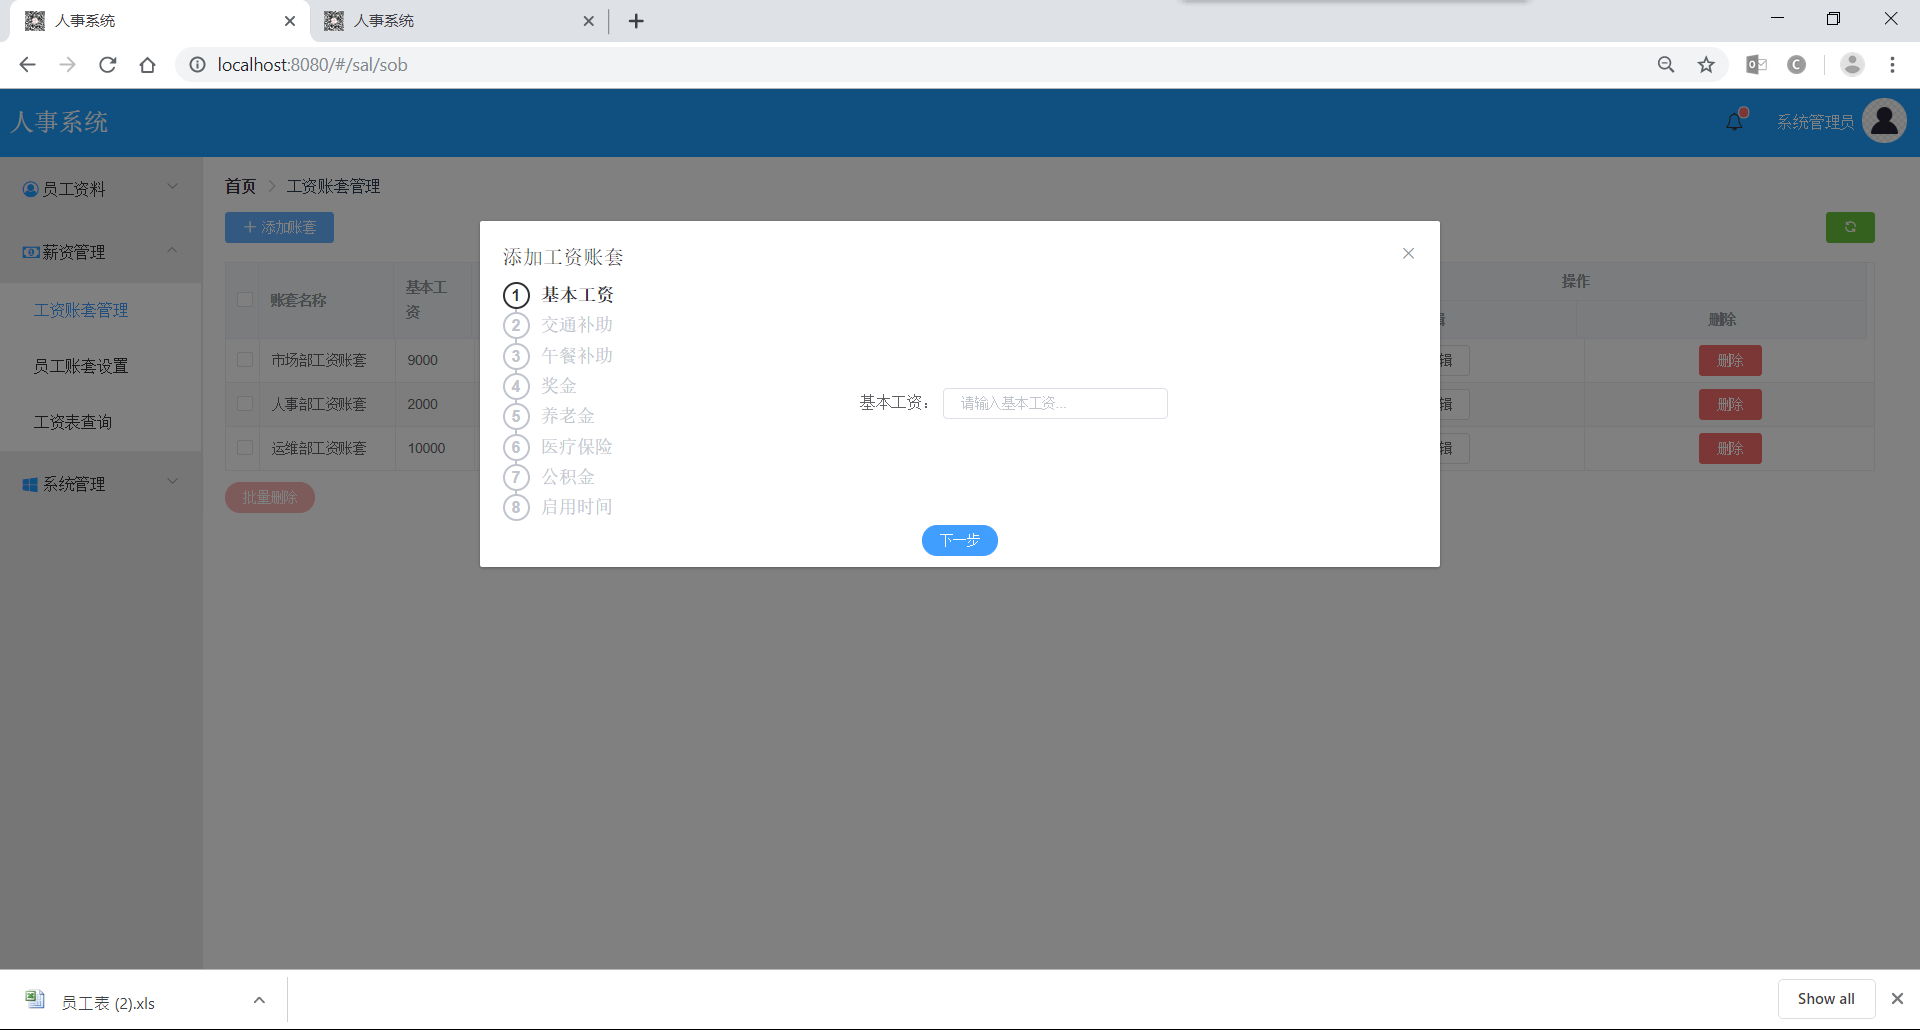 人事系统
人事系统
localhost:8080/#/sal/sob
人事系统
系统管理员
员工资料
薪资管理
工资账套管理
员工账套设置
工资表查询
系统管理
首页 > 工资账套管理
+ 添加账套
账套名称 基本工资 操作
辑 删除
市场部工资账套 9000 辑 删除
人事部工资账套 2000 辑 删除
运维部工资账套 10000 辑 删除
批量删除
添加工资账套
1 基本工资
2 交通补助
3 午餐补助
4 奖金
5 养老金
6 医疗保险
7 公积金
8 启用时间
基本工资： 请输入基本工资...
下一步
员工表 (2).xls
Show all